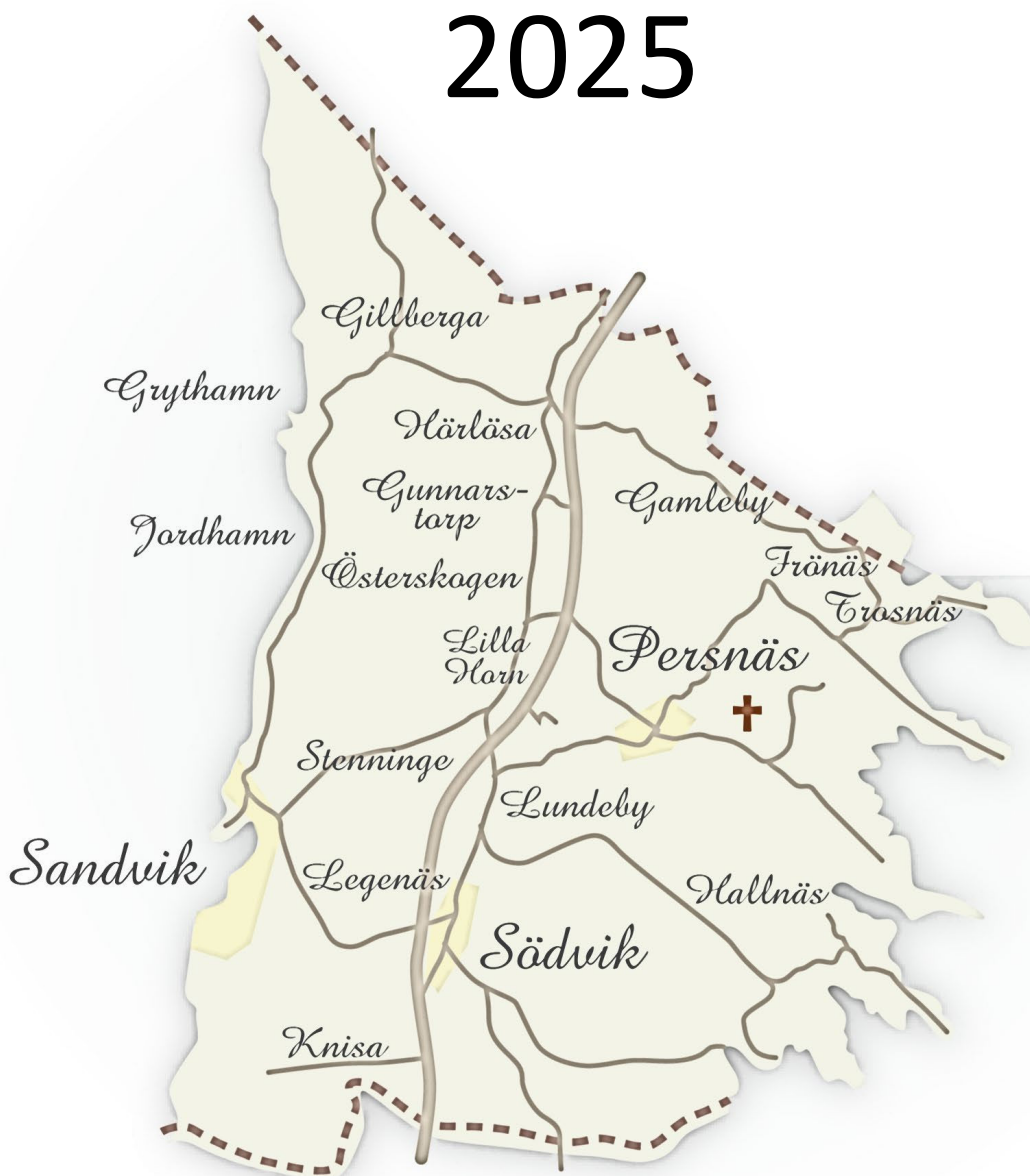 2025
Gillberga
Grythamn
Hörlösa
Gunnars-
torp
Gamleby
Jordhamn
Frönäs
Österskogen
Trosnäs
Lilla
Horn
Persnäs
Stenninge
Lundeby
Sandvik
Legenäs
Hallnäs
Södvik
Knisa